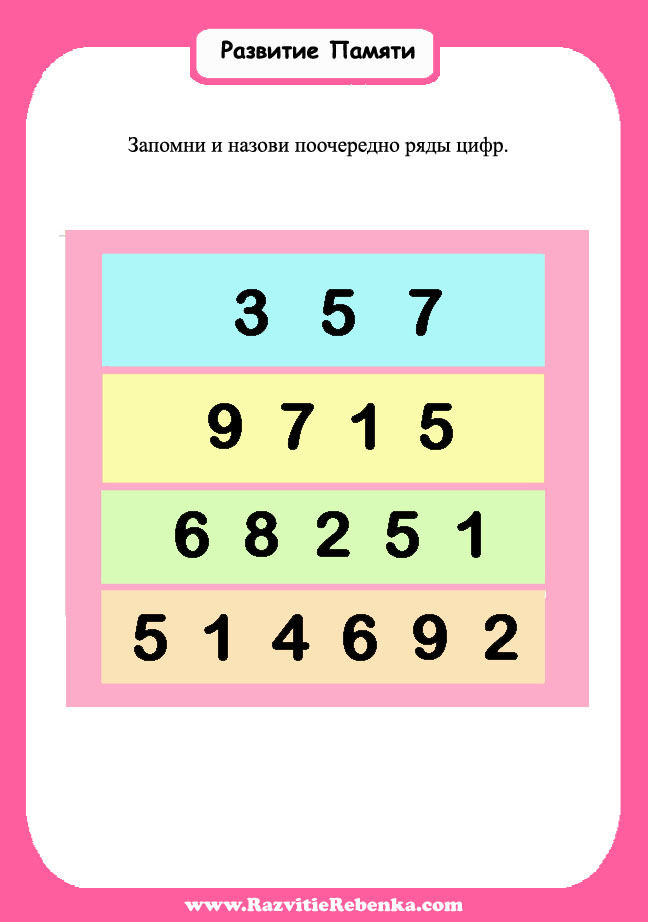 Развитие Памяти
Запомни и назови поочередно ряды цифр.
3 5 7
9 7 1 5
6 8 2 5 1
5 1 4 6 9 2
www.RazvitieRebenka.com